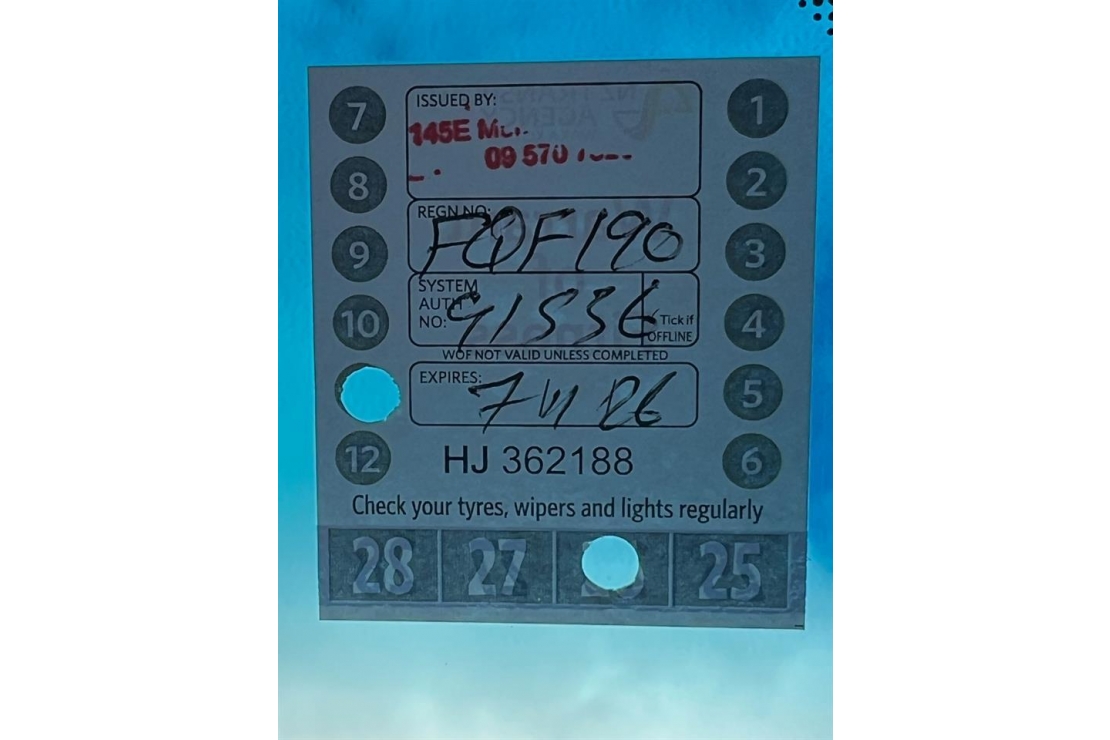 7
8
9
10
12
ISSUED BY:
145E
09 570
REGN NO:
FQF190
SYSTEM
AUTH
NO:
91536
Tick if
OFFLINE
WOF NOT VALID UNLESS COMPLETED
EXPIRES:
7 11 26
HJ 362188
1
2
3
4
5
6
Check your tyres, wipers and lights regularly
28 27 25